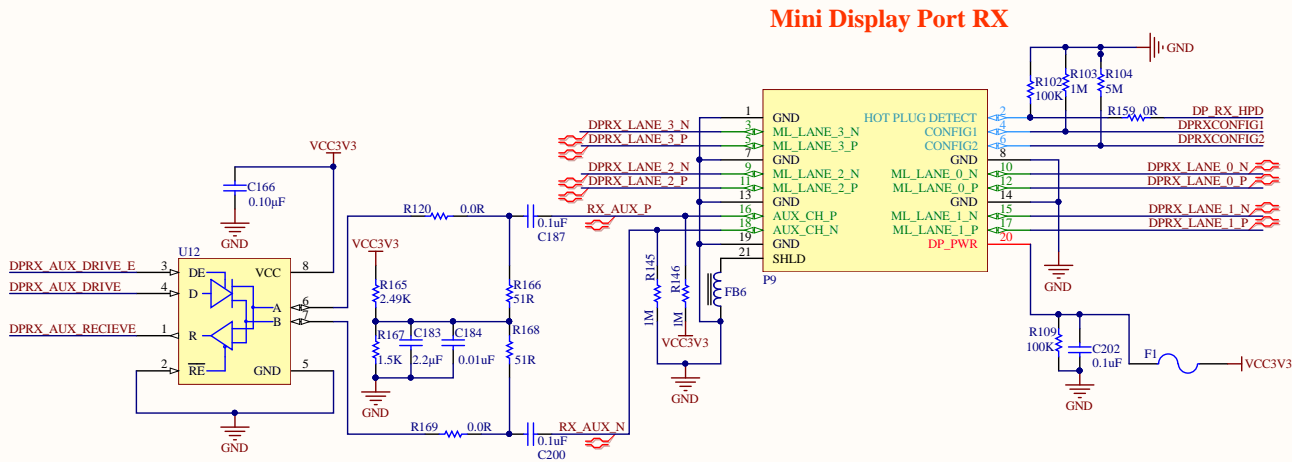 Mini Display Port RX
GND
R102
100K
R103
1M
R104
5M
R159 0R
DP_RX_HPD
DPRXCONFIG1
DPRXCONFIG2
1
GND
HOT PLUG DETECT
2
DPRX_LANE_3_N
3
ML_LANE_3_N
CONFIG1
4
DPRX_LANE_3_P
5
ML_LANE_3_P
CONFIG2
6
7
GND
GND
8
DPRX_LANE_2_N
9
ML_LANE_2_N
ML_LANE_0_N
10
DPRX_LANE_0_N
DPRX_LANE_2_P
11
ML_LANE_2_P
ML_LANE_0_P
12
DPRX_LANE_0_P
13
GND
GND
14
RX_AUX_P
16
AUX_CH_P
ML_LANE_1_N
15
DPRX_LANE_1_N
18
AUX_CH_N
ML_LANE_1_P
17
DPRX_LANE_1_P
19
GND
DP_PWR
20
21
SHLD
P9
GND
VCC3V3
C166
0.10µF
GND
R120
0.0R
0.1uF
C187
U12
VCC3V3
DPRX_AUX_DRIVE_E
3
DE
VCC
8
DPRX_AUX_DRIVE
4
D
A
6
B
7
DPRX_AUX_RECIEVE
1
R
2
RE
GND
5
GND
R165
2.49K
R166
51R
R167
1.5K
C183
2.2µF
C184
0.01uF
R168
51R
GND
R169
0.0R
0.1uF
C200
RX_AUX_N
R145
1M
R146
1M
VCC3V3
FB6
GND
R109
100K
C202
0.1uF
GND
F1
VCC3V3